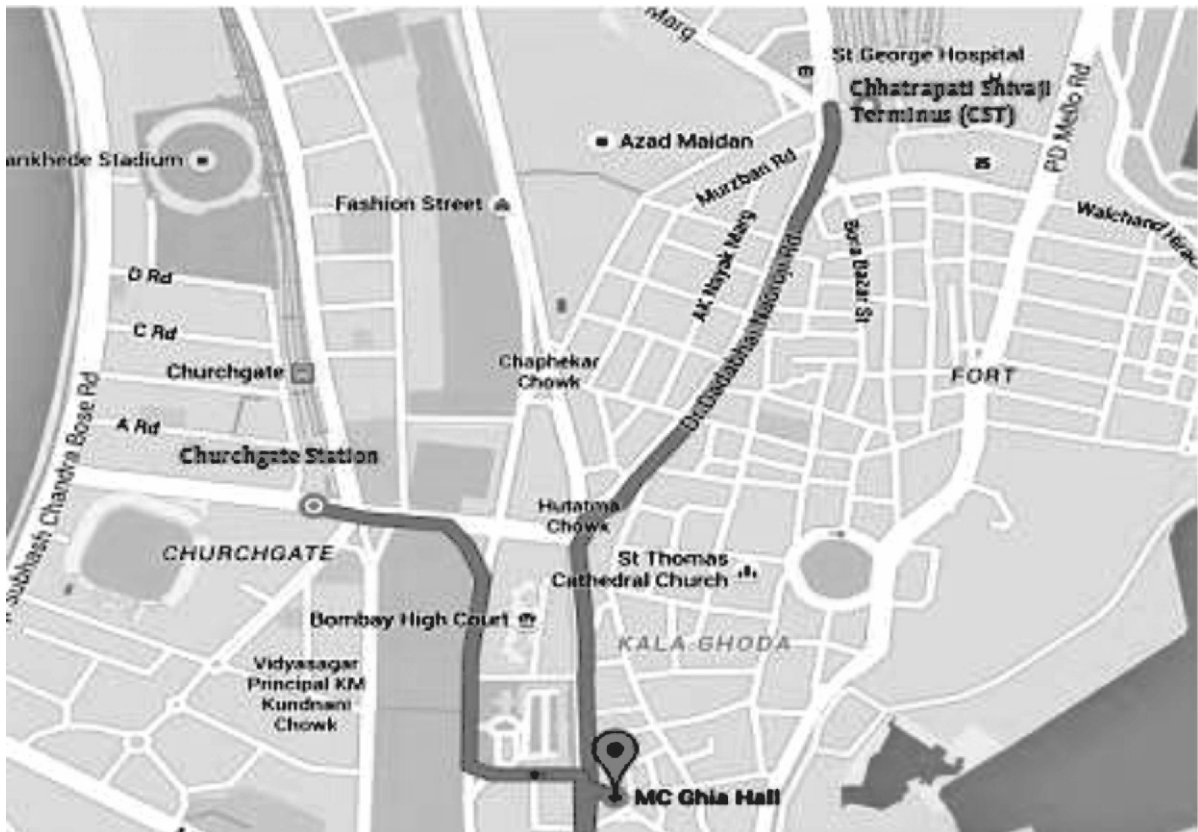 Marg
St George Hospital
Chhatrapati Shivaji
Terminus (CST)
PD Mello Rd
Azad Maidan
ankhede Stadium
Murzban Rd
Fashion Street
Walchand Hirac
AK Nayak Marg
Bora Bazar St
Dr Dadabhai Naoroji Rd
D Rd
C Rd
Chaphekar
Chowk
Churchgate
FORT
A Rd
Churchgate Station
Subhash Chandra Bose Rd
Hutatma
Chowk
CHURCHGATE
St Thomas
Cathedral Church
Bombay High Court
KALA GHODA
Vidyasagar
Principal KM
Kundnani
Chowk
MC Ghia Hall